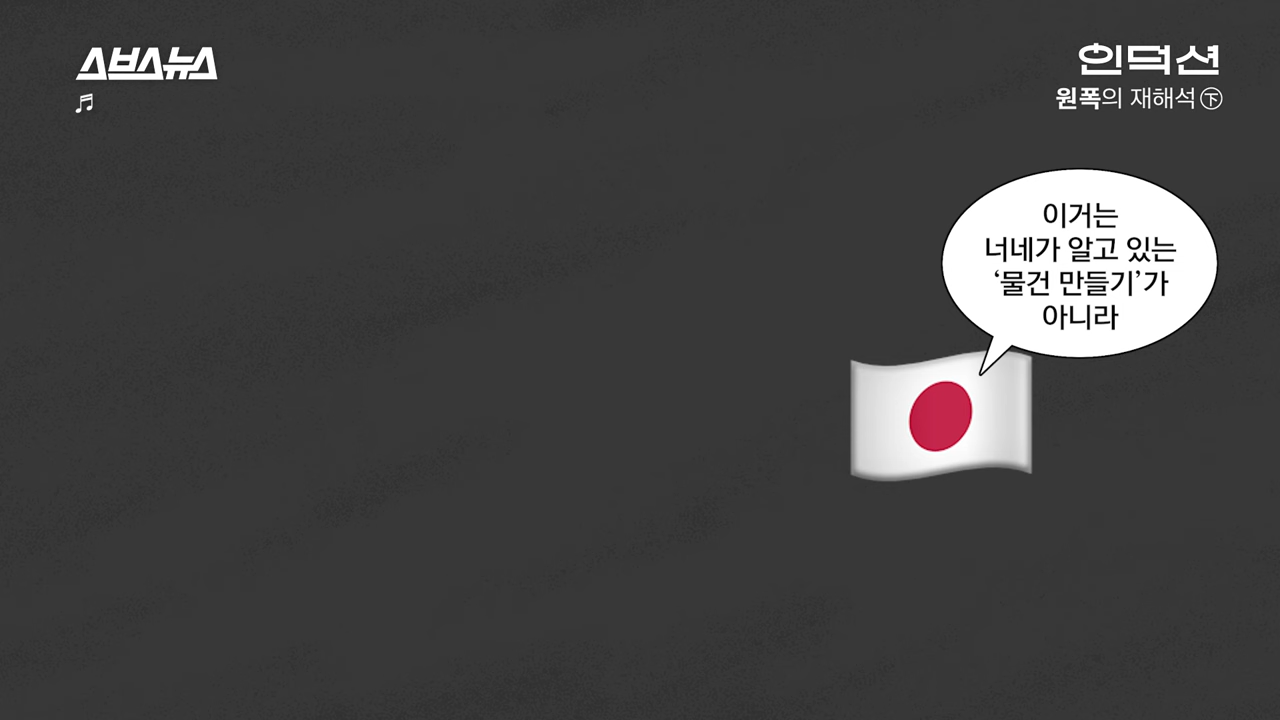 스브스뉴스
인덕션
원폭의 재해석㊦
이거는
너네가 알고 있는
‘물건 만들기’가
아니라